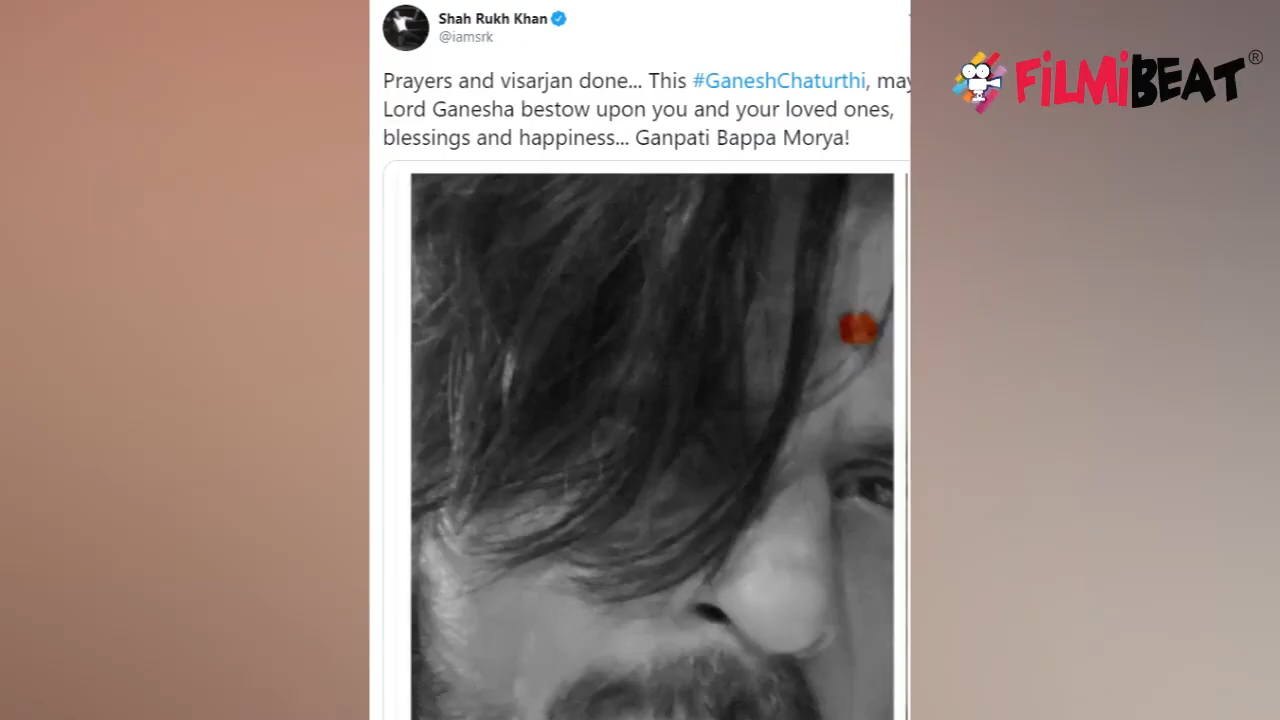 Shah Rukh Khan
@iamsrk
FiLMiBEAT®
Prayers and visarjan done... This #GaneshChaturthi, may
Lord Ganesha bestow upon you and your loved ones,
blessings and happiness... Ganpati Bappa Morya!